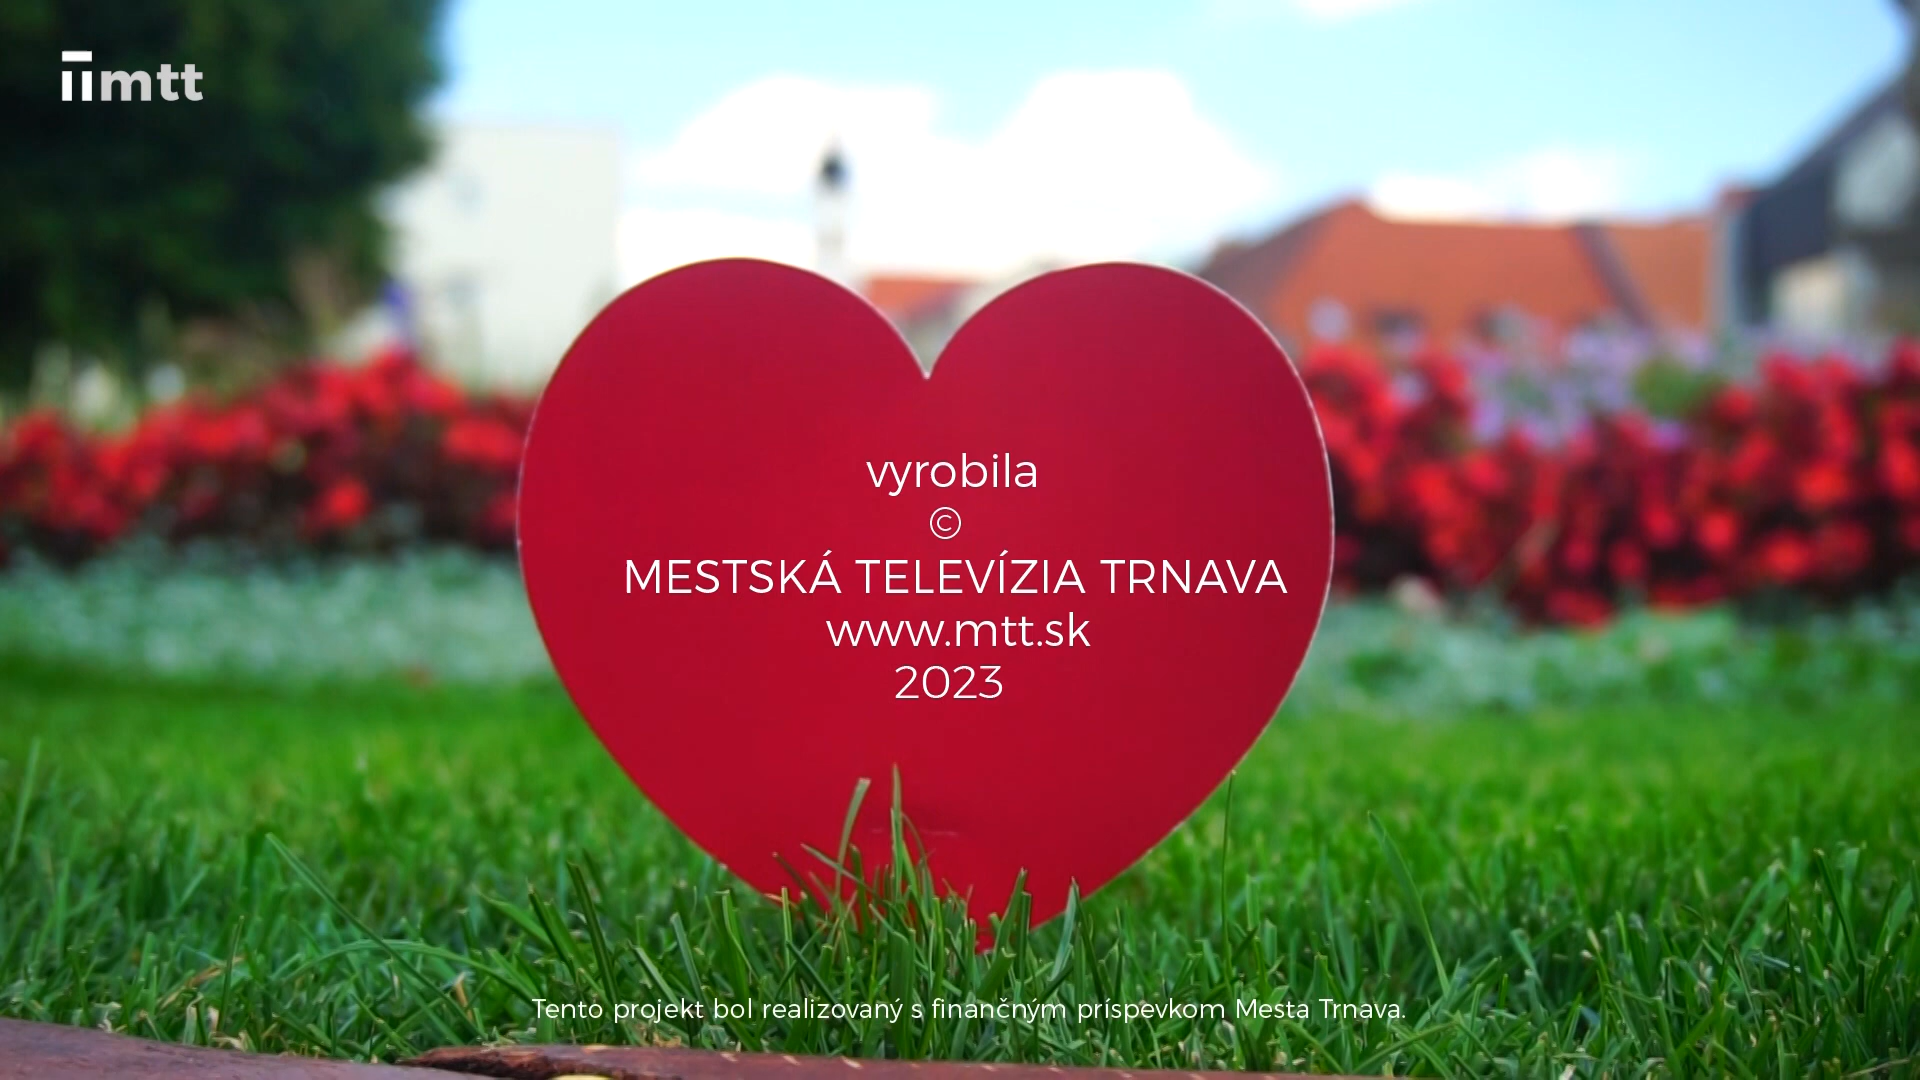 mtt
vyrobila
©
MESTSKÁ TELEVÍZIA TRNAVA
www.mtt.sk
2023
Tento projekt bol realizovaný s finančným príspevkom Mesta Trnava.